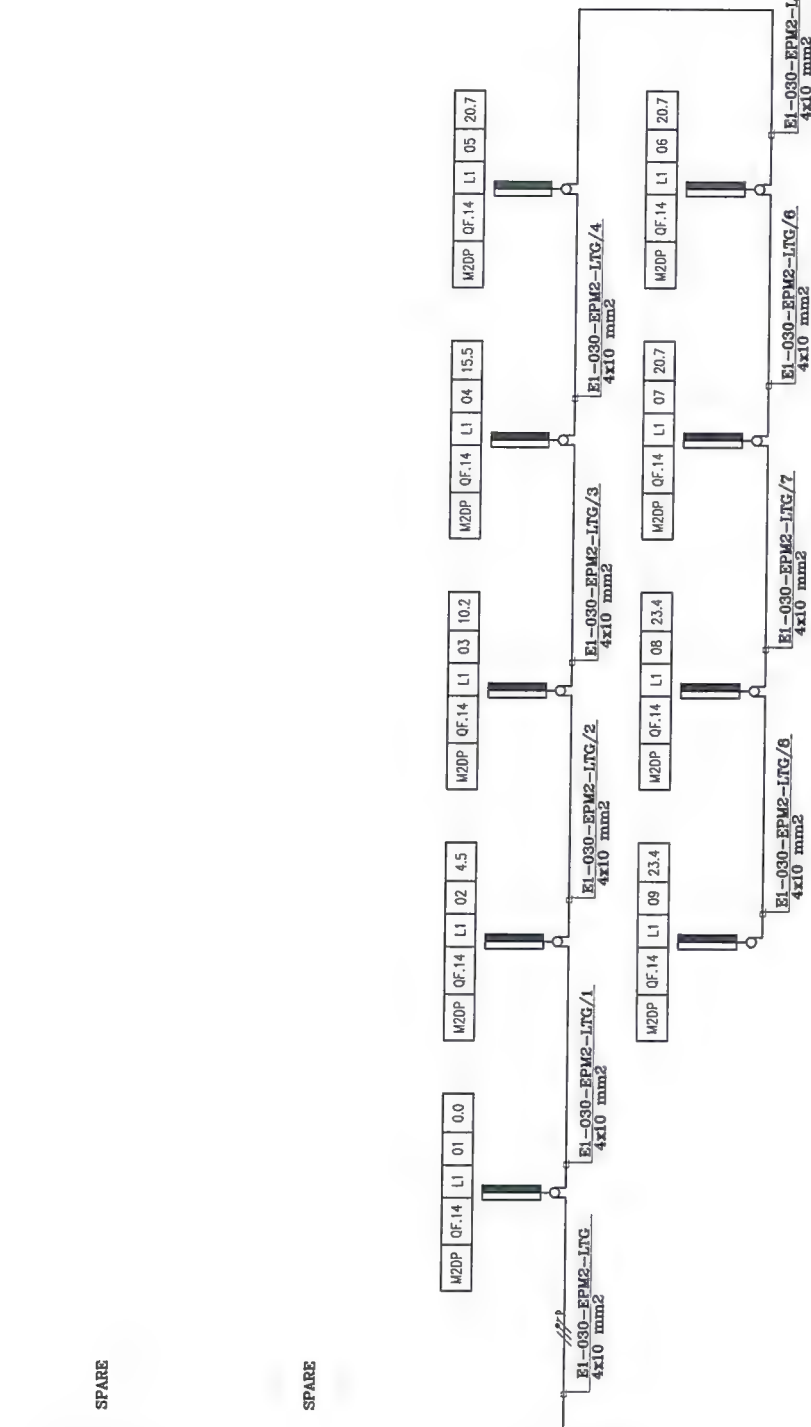 SPARE
SPARE
M2DP QF.14 L1 01 0.0
M2DP QF.14 L1 02 4.5
M2DP QF.14 L1 03 10.2
M2DP QF.14 L1 04 15.5
M2DP QF.14 L1 05 20.7
E1-030-EPM2-LTG
4x10 mm2
E1-030-EPM2-LTG/1
4x10 mm2
E1-030-EPM2-LTG/2
4x10 mm2
E1-030-EPM2-LTG/3
4x10 mm2
E1-030-EPM2-LTG/4
4x10 mm2
M2DP QF.14 L1 09 23.4
M2DP QF.14 L1 08 23.4
M2DP QF.14 L1 07 20.7
M2DP QF.14 L1 06 20.7
E1-030-EPM2-LTG/8
4x10 mm2
E1-030-EPM2-LTG/7
4x10 mm2
E1-030-EPM2-LTG/6
4x10 mm2
E1-030-EPM2-L
4x10 mm2